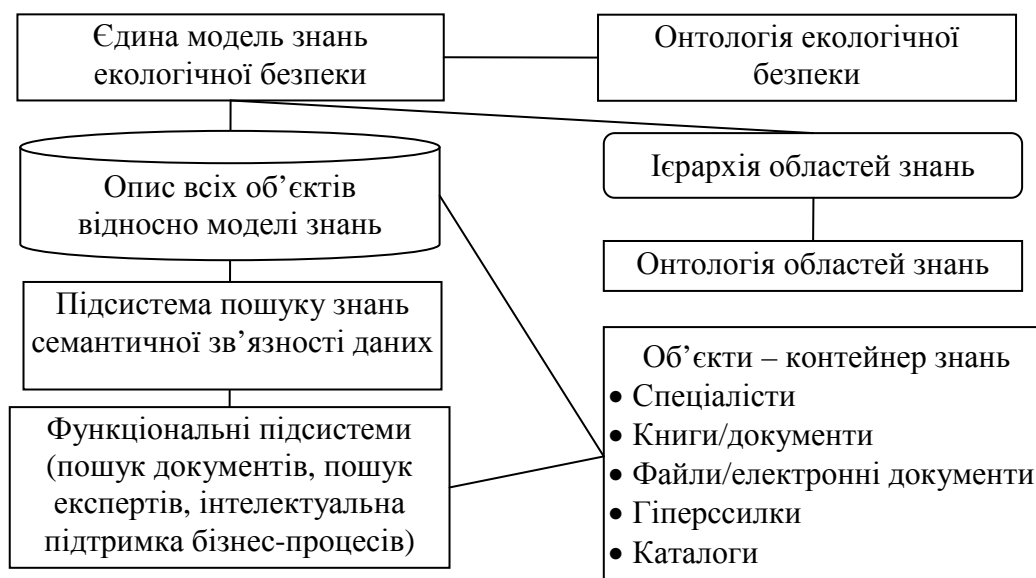 Єдина модель знань
екологічної безпеки
Онтологія екологічної
безпеки
Опис всіх об’єктів
відносно моделі знань
Ієрархія областей знань
Онтологія областей знань
Підсистема пошуку знань
семантичної зв’язності даних
Функціональні підсистеми
(пошук документів, пошук
експертів, інтелектуальна
підтримка бізнес-процесів)
Об’єкти – контейнер знань
• Спеціалісти
• Книги/документи
• Файли/електронні документи
• Гіперссилки
• Каталоги